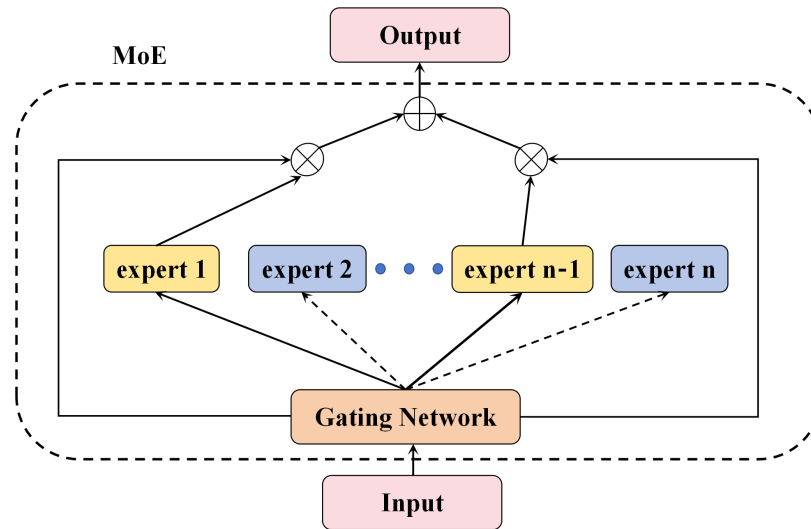 Output
MoE
expert 1
expert 2
expert n-1
expert n
Gating Network
Input